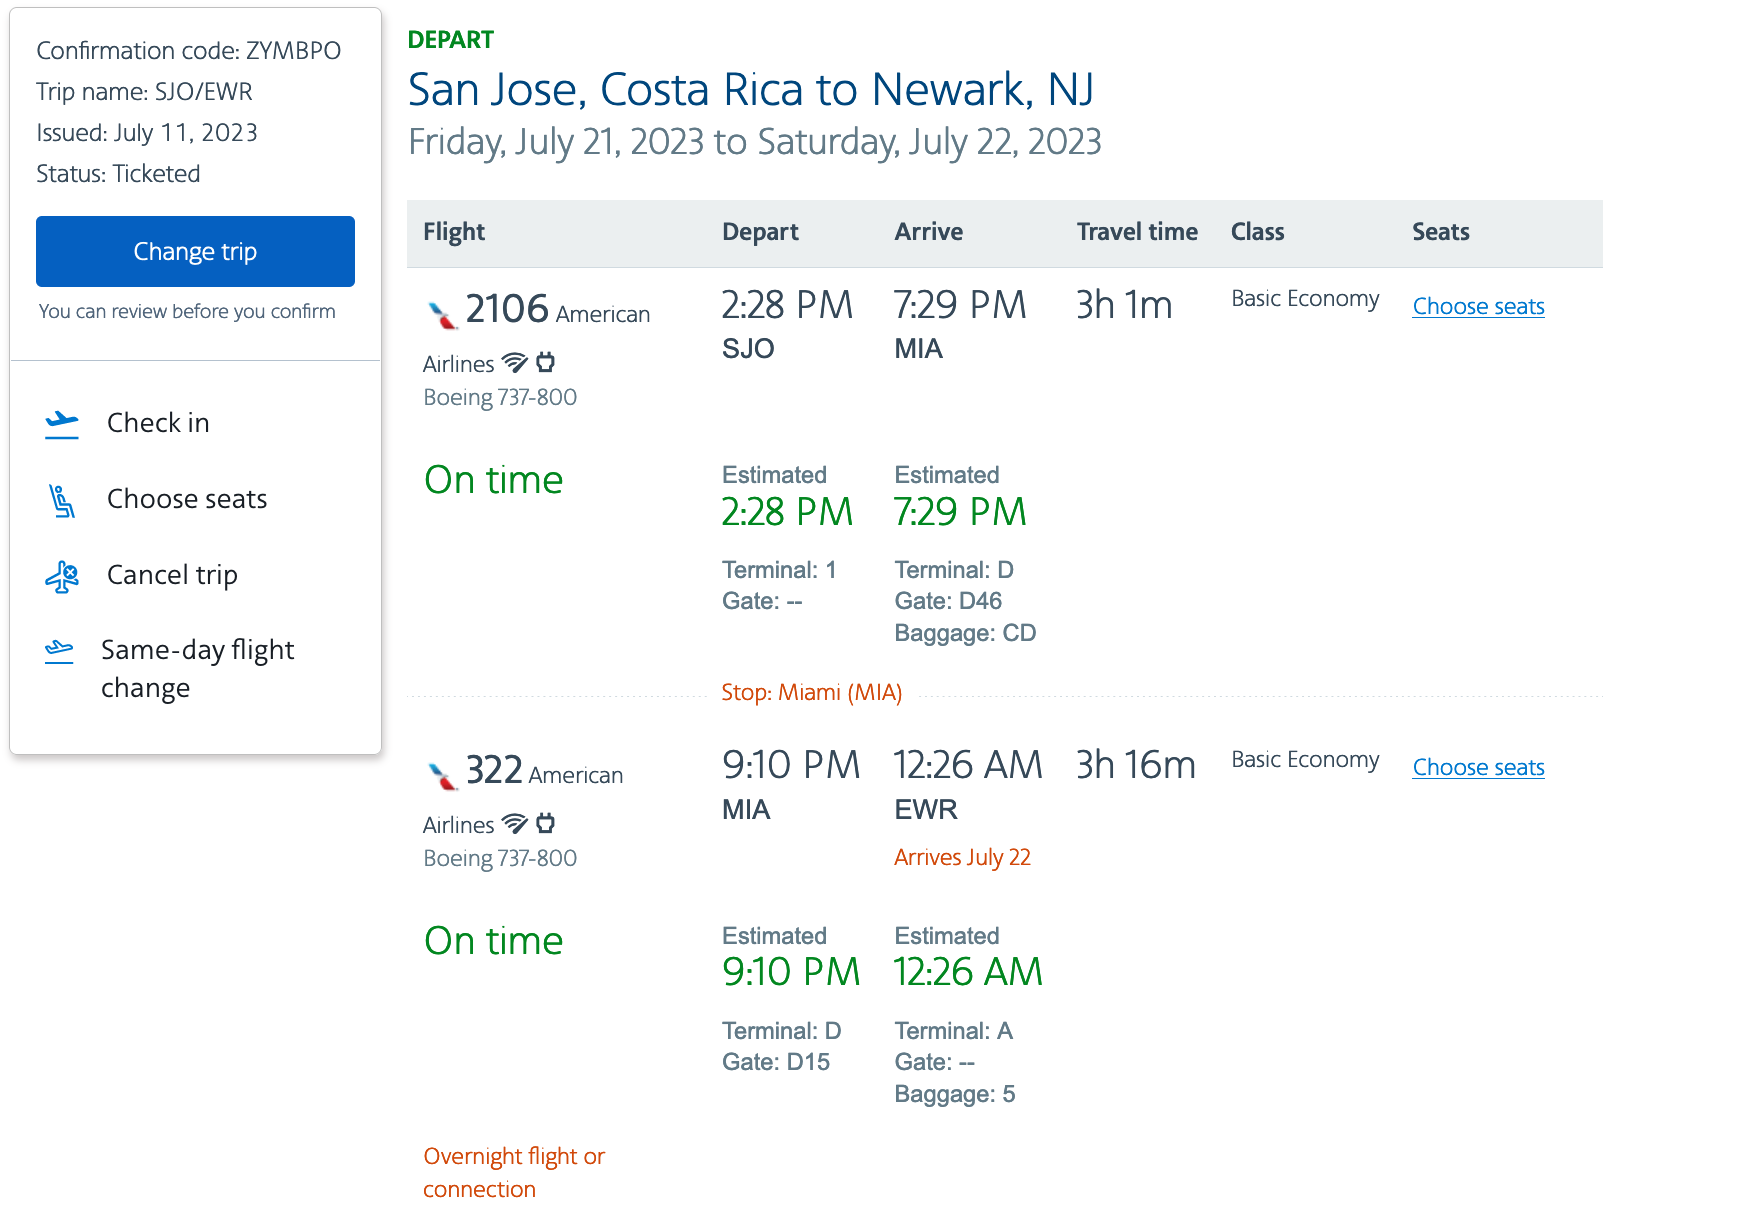 Confirmation code: ZYMBPO
Trip name: SJO/EWR
Issued: July 11, 2023
Status: Ticketed
Change trip
You can review before you confirm
Check in
Choose seats
Cancel trip
Same-day flight
change
DEPART
San Jose, Costa Rica to Newark, NJ
Friday, July 21, 2023 to Saturday, July 22, 2023
Flight Depart Arrive Travel time Class Seats
2106 American 2:28 PM 7:29 PM 3h 1m Basic Economy Choose seats
SJO MIA
Airlines
Boeing 737-800
On time Estimated Estimated
2:28 PM 7:29 PM
Terminal: 1 Terminal: D
Gate: -- Gate: D46
Baggage: CD
Stop: Miami (MIA)
322 American 9:10 PM 12:26 AM 3h 16m Basic Economy Choose seats
MIA EWR
Airlines
Boeing 737-800 Arrives July 22
On time Estimated Estimated
9:10 PM 12:26 AM
Terminal: D Terminal: A
Gate: D15 Gate: --
Baggage: 5
Overnight flight or
connection